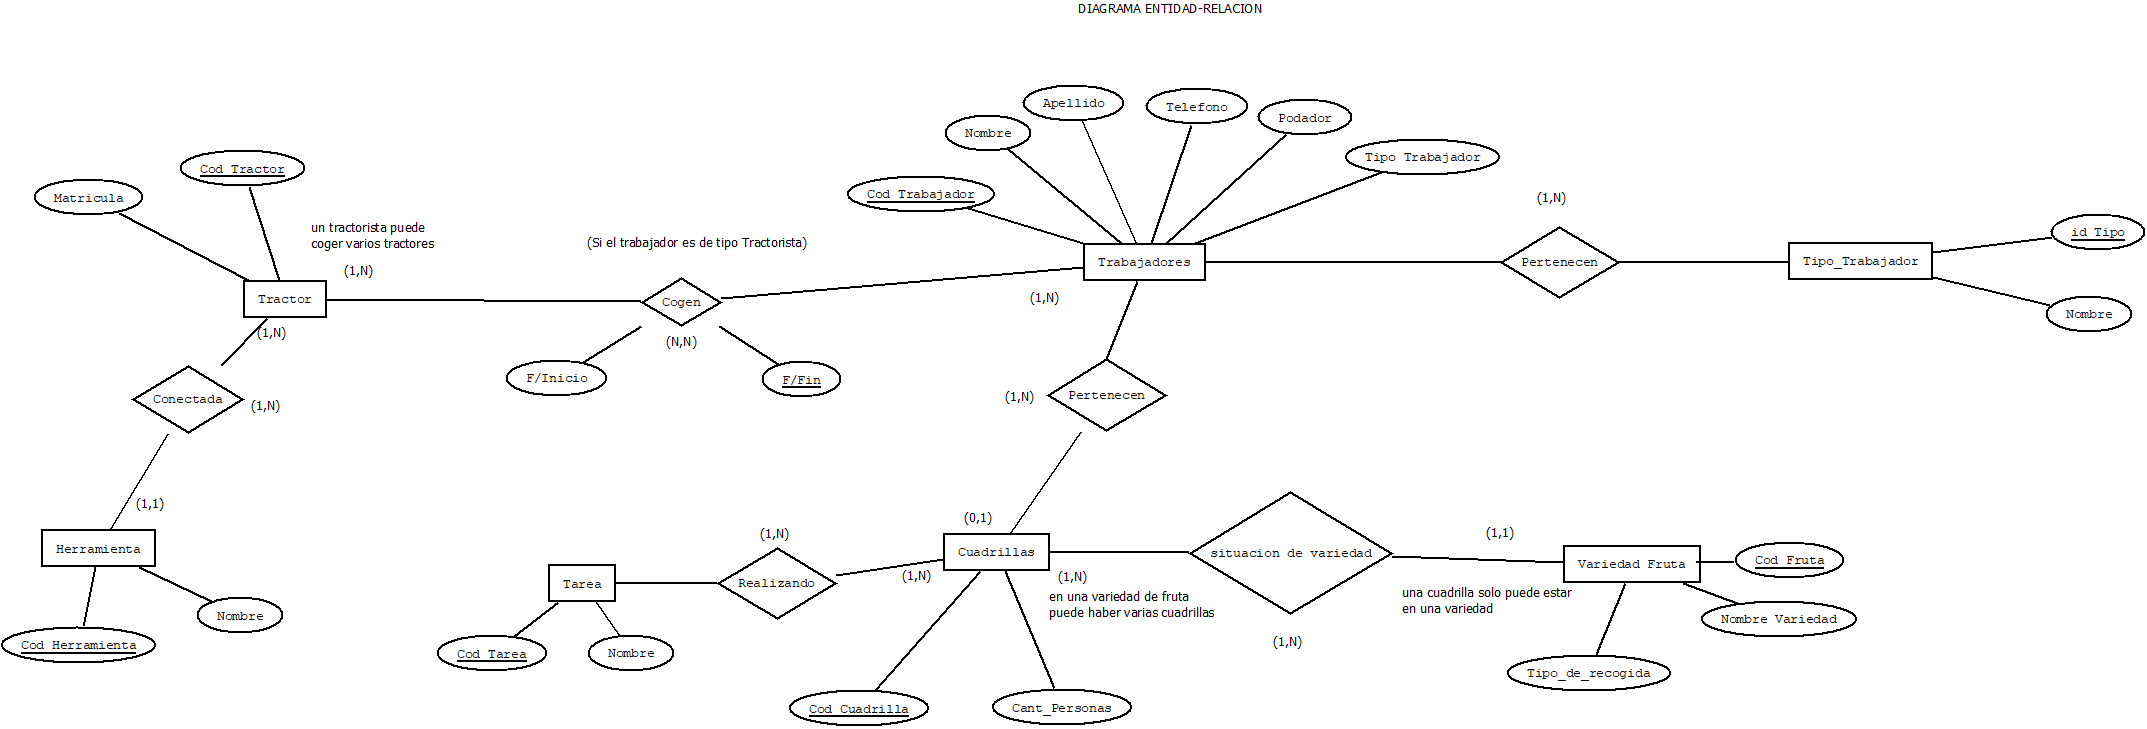 DIAGRAMA ENTIDAD-RELACION
Apellido
Telefono
Podador
Nombre
Tipo Trabajador
Cod Tractor
Matricula
Cod Trabajador
(1,N)
un tractorista puede
coger varios tractores
(Si el trabajador es de tipo Tractorista)
id Tipo
(1,N)
Trabajadores
Pertenecen
Tipo_Trabajador
Tractor
Cogen
(1,N)
Nombre
(1,N)
(N,N)
F/Inicio
F/Fin
Conectada
(1,N)
(1,N)
Pertenecen
(1,1)
(0,1)
Herramienta
(1,N)
Cuadrillas
situacion de variedad
(1,1)
Variedad Fruta
Cod Fruta
Tarea
Realizando
(1,N)
(1,N)
en una variedad de fruta
puede haber varias cuadrillas
una cuadrilla solo puede estar
en una variedad
Nombre
Nombre Variedad
Cod Herramienta
Cod Tarea
Nombre
(1,N)
Tipo_de_recogida
Cod Cuadrilla
Cant_Personas